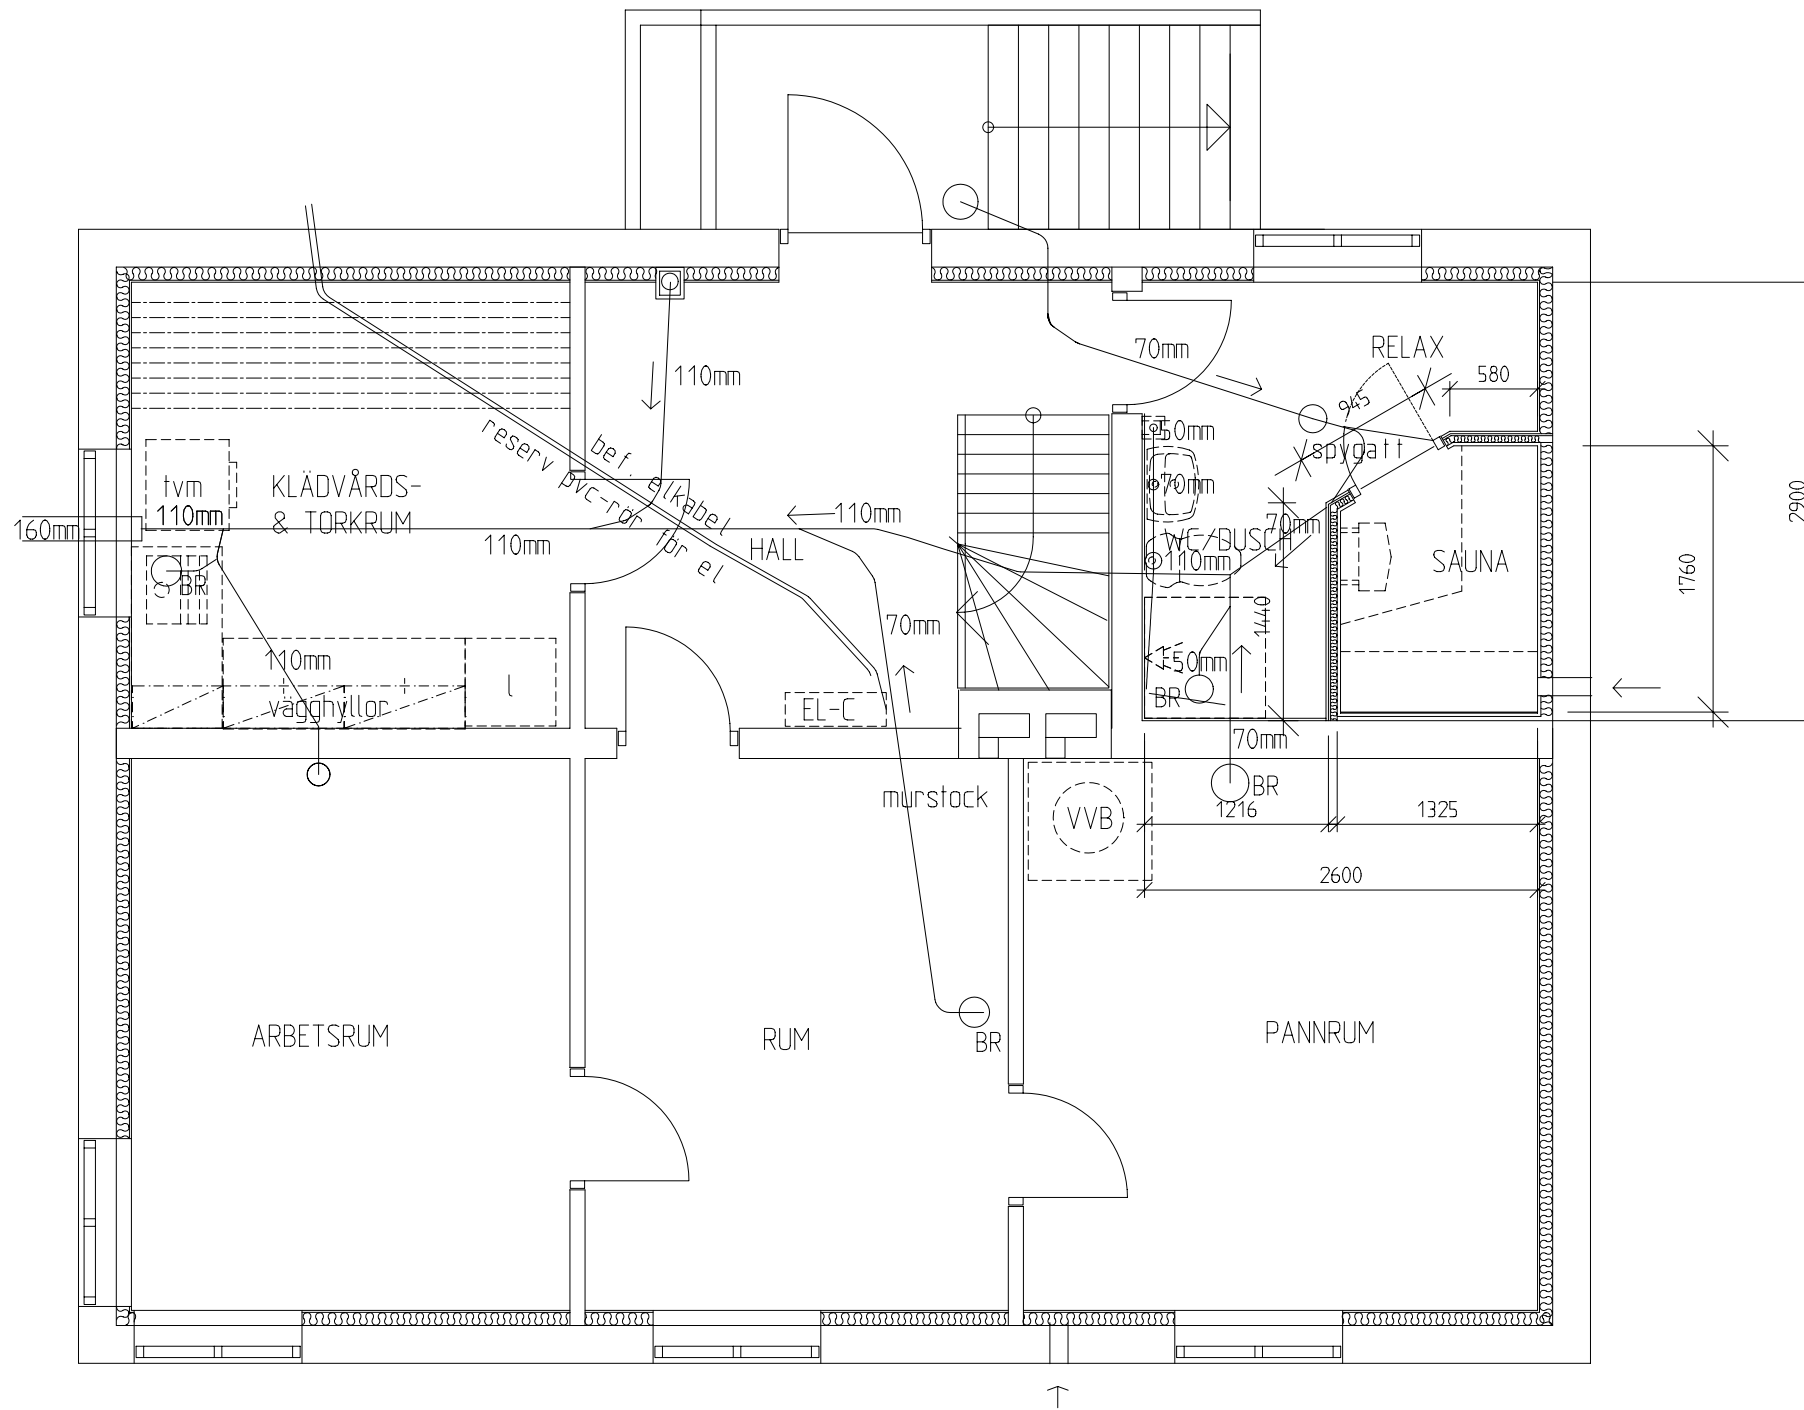 70mm
RELAX
580
110mm
945
reserv pvc-rör för el
bef. elkabel
50mm
spygatt
tvm
KLÄDVÅRDS-
& TORKRUM
70mm
2900
110mm
160mm
110mm
70mm
110mm
HALL
WC/DUSCH
SAUNA
110mm
BR
1760
1440
70mm
110mm
50mm
l
BR
vägghyllor
EL-C
70mm
BR
murstock
VVB
1216
1325
2600
ARBETSRUM
RUM
BR
PANNRUM